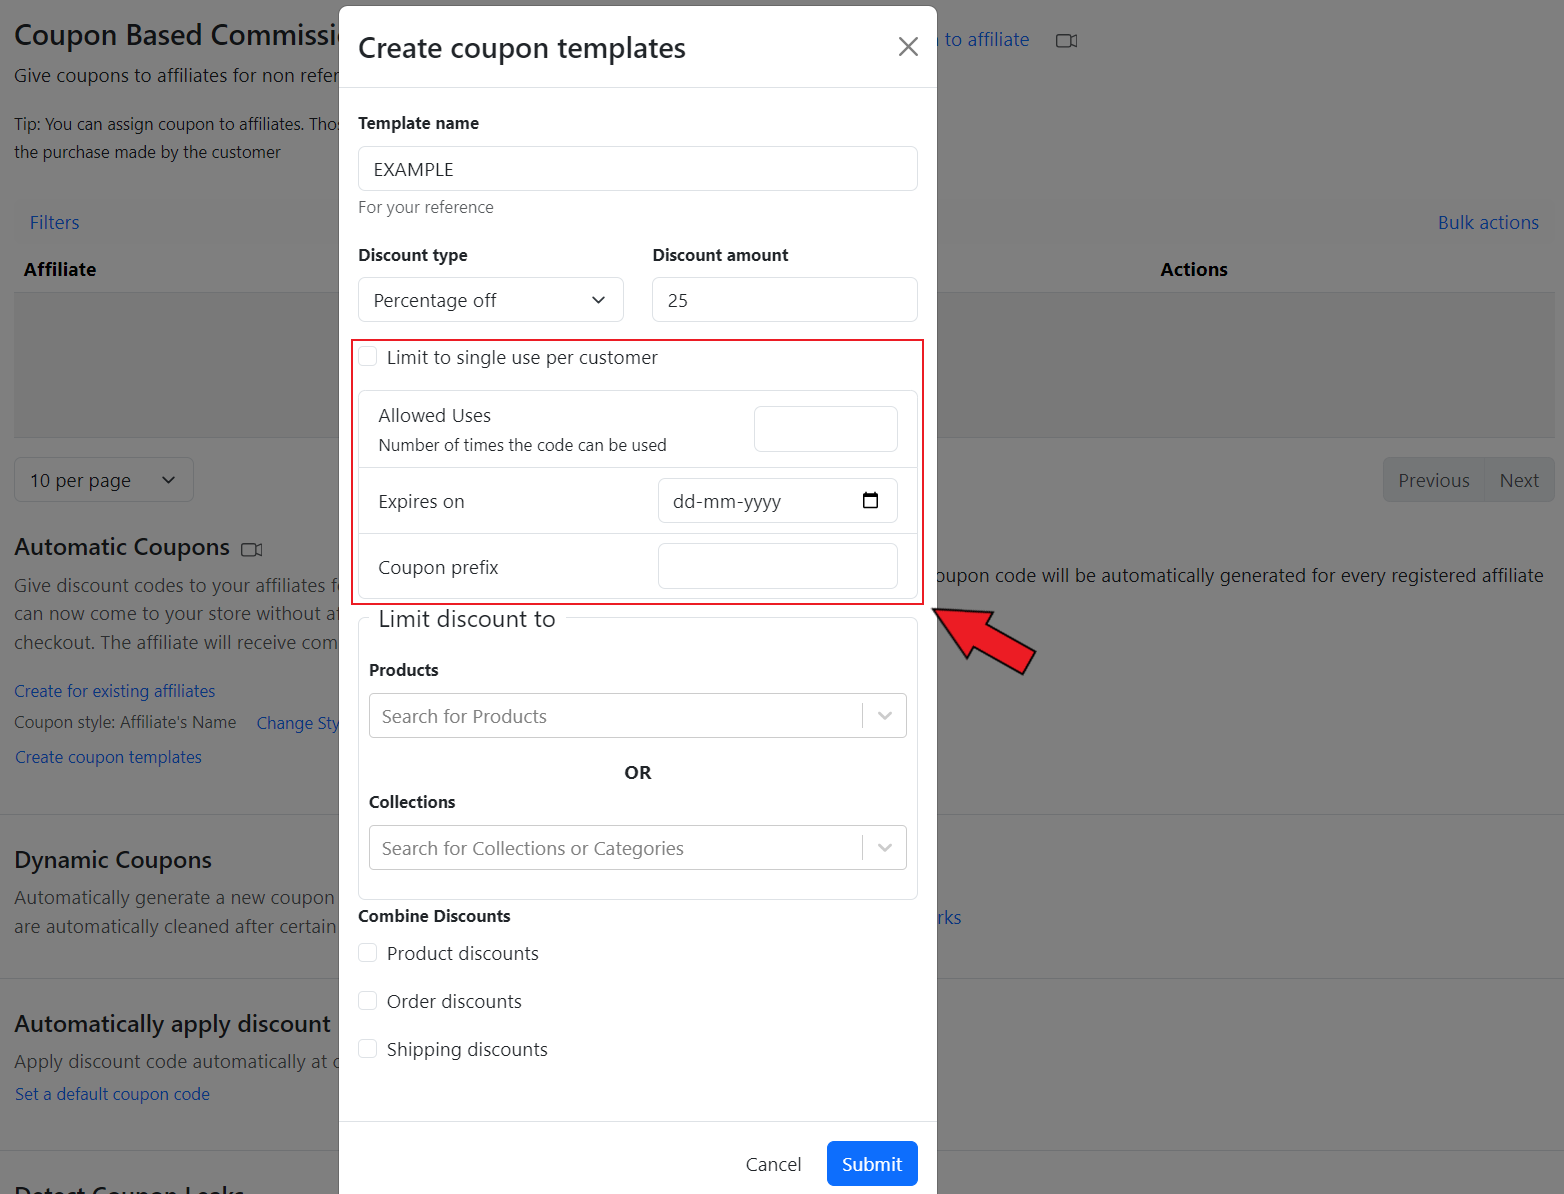 Coupon Based Commissi
to affiliate
Give coupons to affiliates for non refer
Tip: You can assign coupon to affiliates. Tho
the purchase made by the customer
Filters
Bulk actions
Affiliate
Actions
10 per page
Previous
Next
Automatic Coupons
Give discount codes to your affiliates f
oupon code will be automatically generated for every registered affiliate
can now come to your store without af
checkout. The affiliate will receive com
Create for existing affiliates
Coupon style: Affiliate's Name Change Sty
Create coupon templates
Dynamic Coupons
Automatically generate a new coupon
are automatically cleaned after certain
rks
Automatically apply discount
Apply discount code automatically at c
Set a default coupon code
Detect Coupon Leaks
Create coupon templates
Template name
EXAMPLE
For your reference
Discount type
Discount amount
Percentage off
25
Limit to single use per customer
Allowed Uses
Number of times the code can be used
Expires on
dd-mm-yyyy
Coupon prefix
Limit discount to
Products
Search for Products
OR
Collections
Search for Collections or Categories
Combine Discounts
Product discounts
Order discounts
Shipping discounts
Cancel
Submit